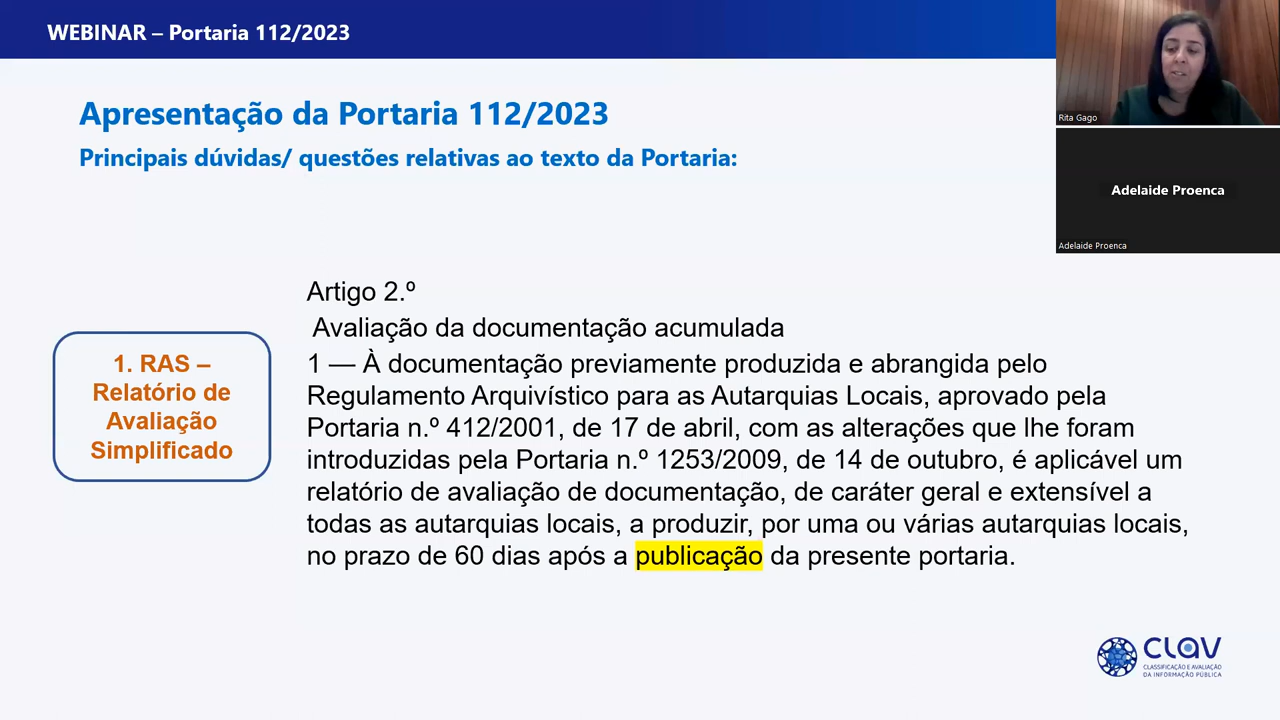 WEBINAR – Portaria 112/2023
Rita Gago
Adelaide Proenca
Adelaide Proenca
Apresentação da Portaria 112/2023
Principais dúvidas/ questões relativas ao texto da Portaria:
1. RAS –
Relatório de
Avaliação
Simplificado
Artigo 2.º
Avaliação da documentação acumulada
1 — À documentação previamente produzida e abrangida pelo
Regulamento Arquivístico para as Autarquias Locais, aprovado pela
Portaria n.º 412/2001, de 17 de abril, com as alterações que lhe foram
introduzidas pela Portaria n.º 1253/2009, de 14 de outubro, é aplicável um
relatório de avaliação de documentação, de caráter geral e extensível a
todas as autarquias locais, a produzir, por uma ou várias autarquias locais,
no prazo de 60 dias após a publicação da presente portaria.
CLAV
CLASSIFICAÇÃO E AVALIAÇÃO
DA INFORMAÇÃO PÚBLICA